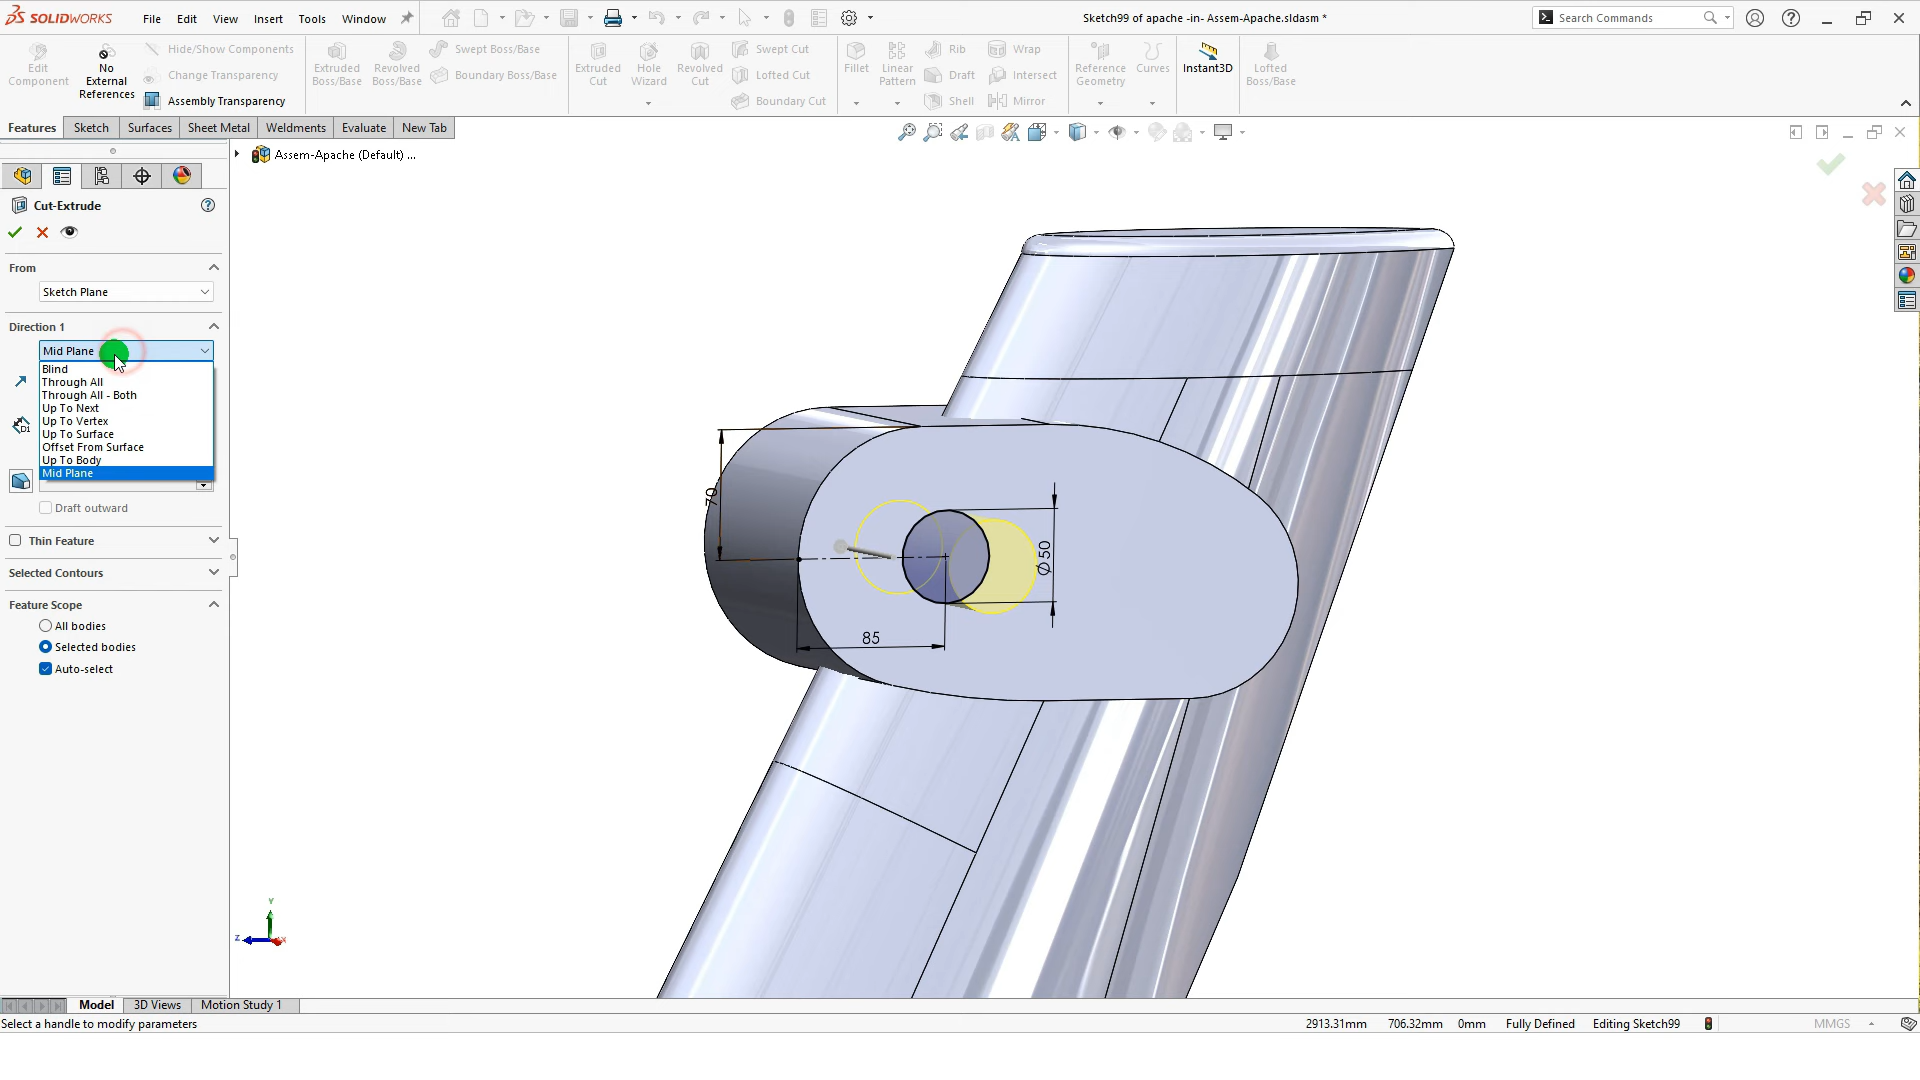 SOLIDWORKS
File
Edit
View
Insert
Tools
Window
Sketch99 of apache -in- Assem-Apache.sldasm *
Search Commands
Edit
Component
No
External
References
Hide/Show Components
Change Transparency
Assembly Transparency
Extruded
Boss/Base
Revolved
Boss/Base
Swept Boss/Base
Boundary Boss/Base
Extruded
Cut
Hole
Wizard
Revolved
Cut
Swept Cut
Lofted Cut
Boundary Cut
Fillet
Linear
Pattern
Rib
Draft
Shell
Wrap
Intersect
Mirror
Reference
Geometry
Curves
Instant3D
Lofted
Boss/Base
Features
Sketch
Surfaces
Sheet Metal
Weldments
Evaluate
New Tab
Assem-Apache (Default) ...
Cut-Extrude
From
Sketch Plane
Direction 1
Mid Plane
Blind
Through All
Through All - Both
Up To Next
Up To Vertex
Up To Surface
Offset From Surface
Up To Body
Mid Plane
Draft outward
Thin Feature
Selected Contours
Feature Scope
All bodies
Selected bodies
Auto-select
70
Ø50
85
Y
Z
X
Model
3D Views
Motion Study 1
Select a handle to modify parameters
2913.31mm
706.32mm
0mm
Fully Defined
Editing Sketch99
MMGS